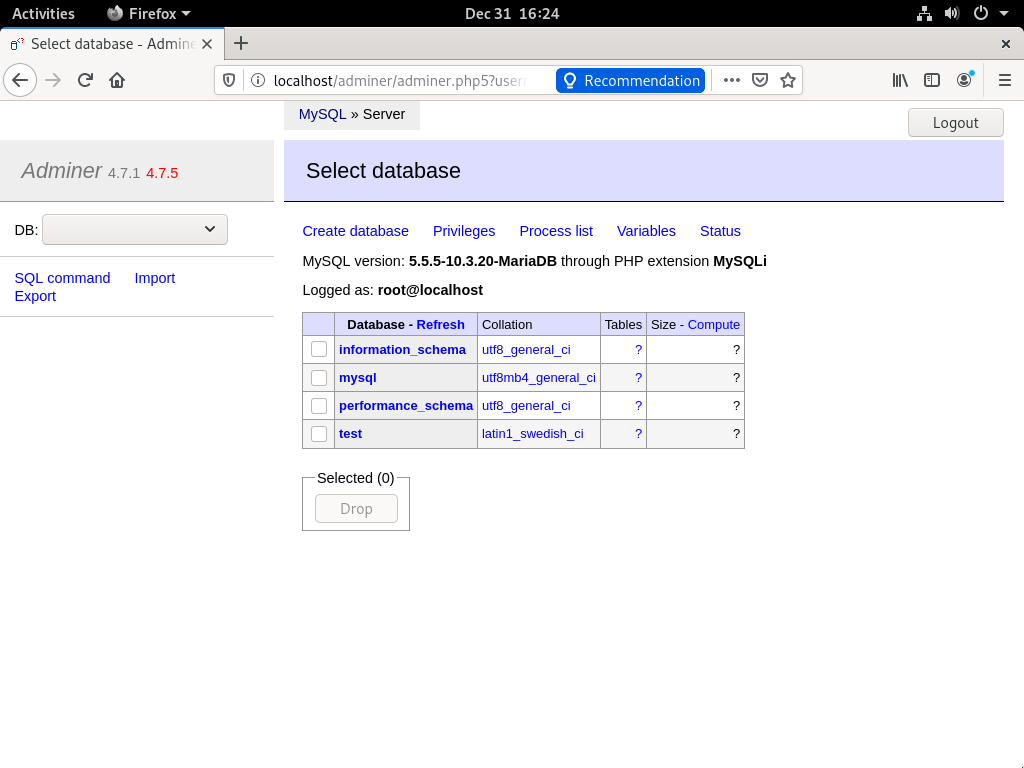 Activities Firefox Dec 31 16:24
Select database - Admine
localhost/adminer/adminer.php5?user Recommendation
MySQL » Server
Logout
Adminer 4.7.1 4.7.5
Select database
DB:
SQL command Import
Export
Create database Privileges Process list Variables Status
MySQL version: 5.5.5-10.3.20-MariaDB through PHP extension MySQLi
Logged as: root@localhost
Database - Refresh Collation Tables Size - Compute
information_schema utf8_general_ci ? ?
mysql utf8mb4_general_ci ? ?
performance_schema utf8_general_ci ? ?
test latin1_swedish_ci ? ?
Selected (0)
Drop